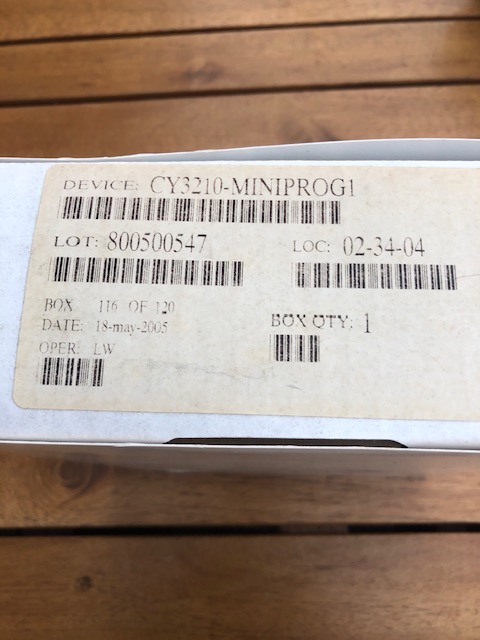 DEVICE: CY3210-MINIPROG1
LOT: 800500547 LOC: 02-34-04
BOX 116 OF 120
DATE: 18-may-2005 BOX QTY: 1
OPER: LW